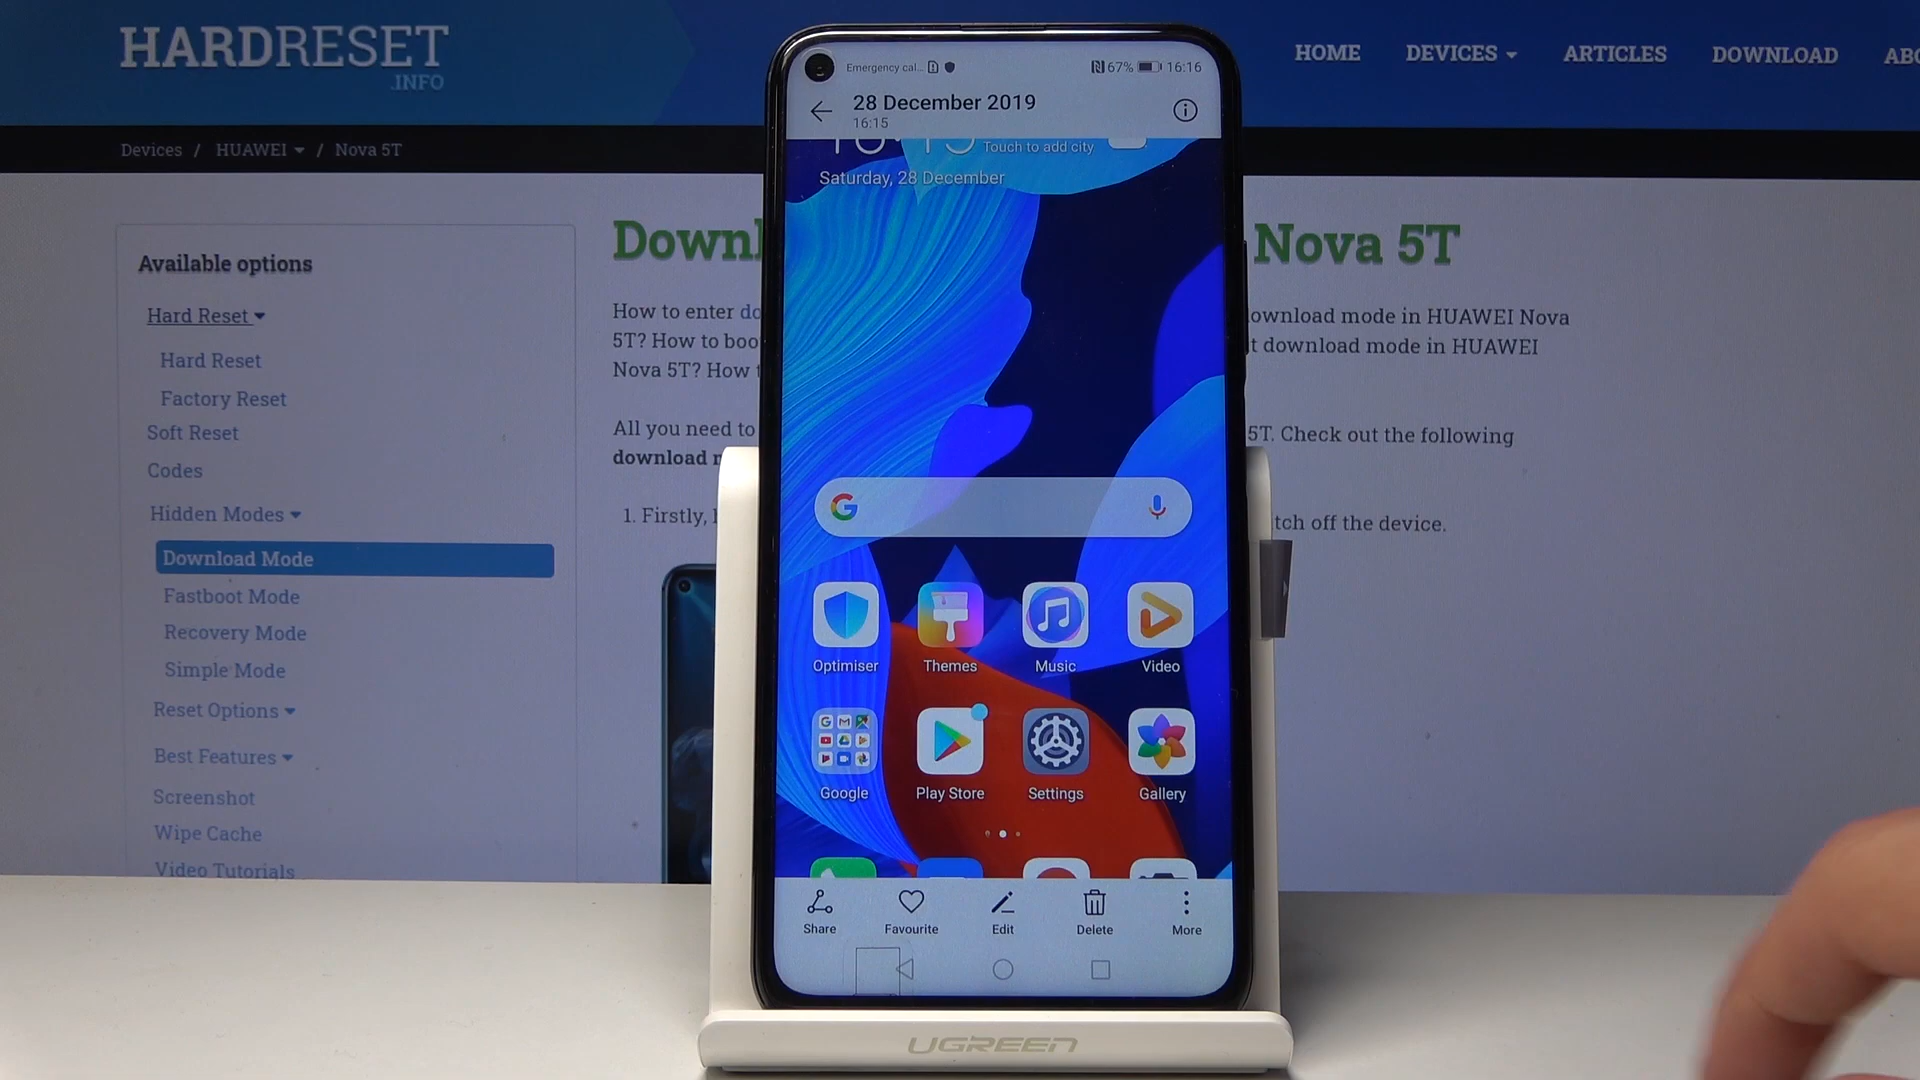 HARDRESET
.INFO
HOME DEVICES ARTICLES DOWNLOAD
Devices / HUAWEI / Nova 5T
Available options
Hard Reset
Hard Reset
Factory Reset
Soft Reset
Codes
Hidden Modes
Download Mode
Fastboot Mode
Recovery Mode
Simple Mode
Reset Options
Best Features
Screenshot
Wipe Cache
Video Tutorials
Nova 5T
How to enter
5T? How to
Nova 5T? How
ownload mode in HUAWEI Nova
t download mode in HUAWEI
All you need to
download
5T. Check out the following
1. Firstly,
tch off the device.
Emergency cal... 67% 16:16
28 December 2019
16:15
Touch to add city
Saturday, 28 December
Optimiser Themes Music Video
Google Play Store Settings Gallery
Share Favourite Edit Delete More
UGREEN